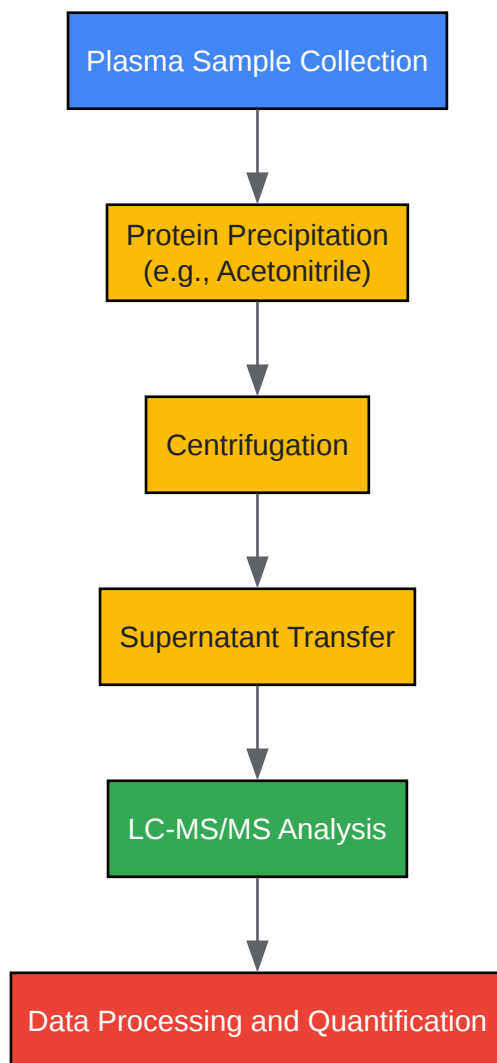 Plasma Sample Collection
Protein Precipitation
(e.g., Acetonitrile)
Centrifugation
Supernatant Transfer
LC-MS/MS Analysis
Data Processing and Quantification